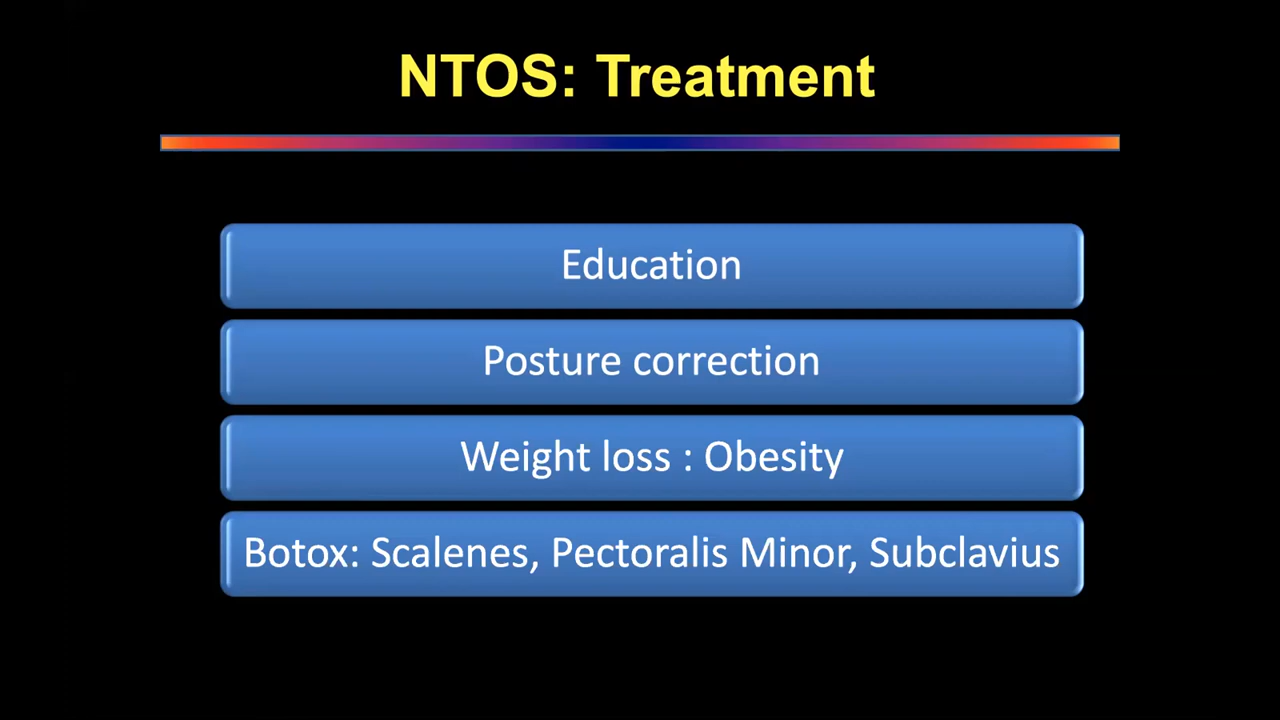 NTOS: Treatment
Education
Posture correction
Weight loss : Obesity
Botox: Scalenes, Pectoralis Minor, Subclavius